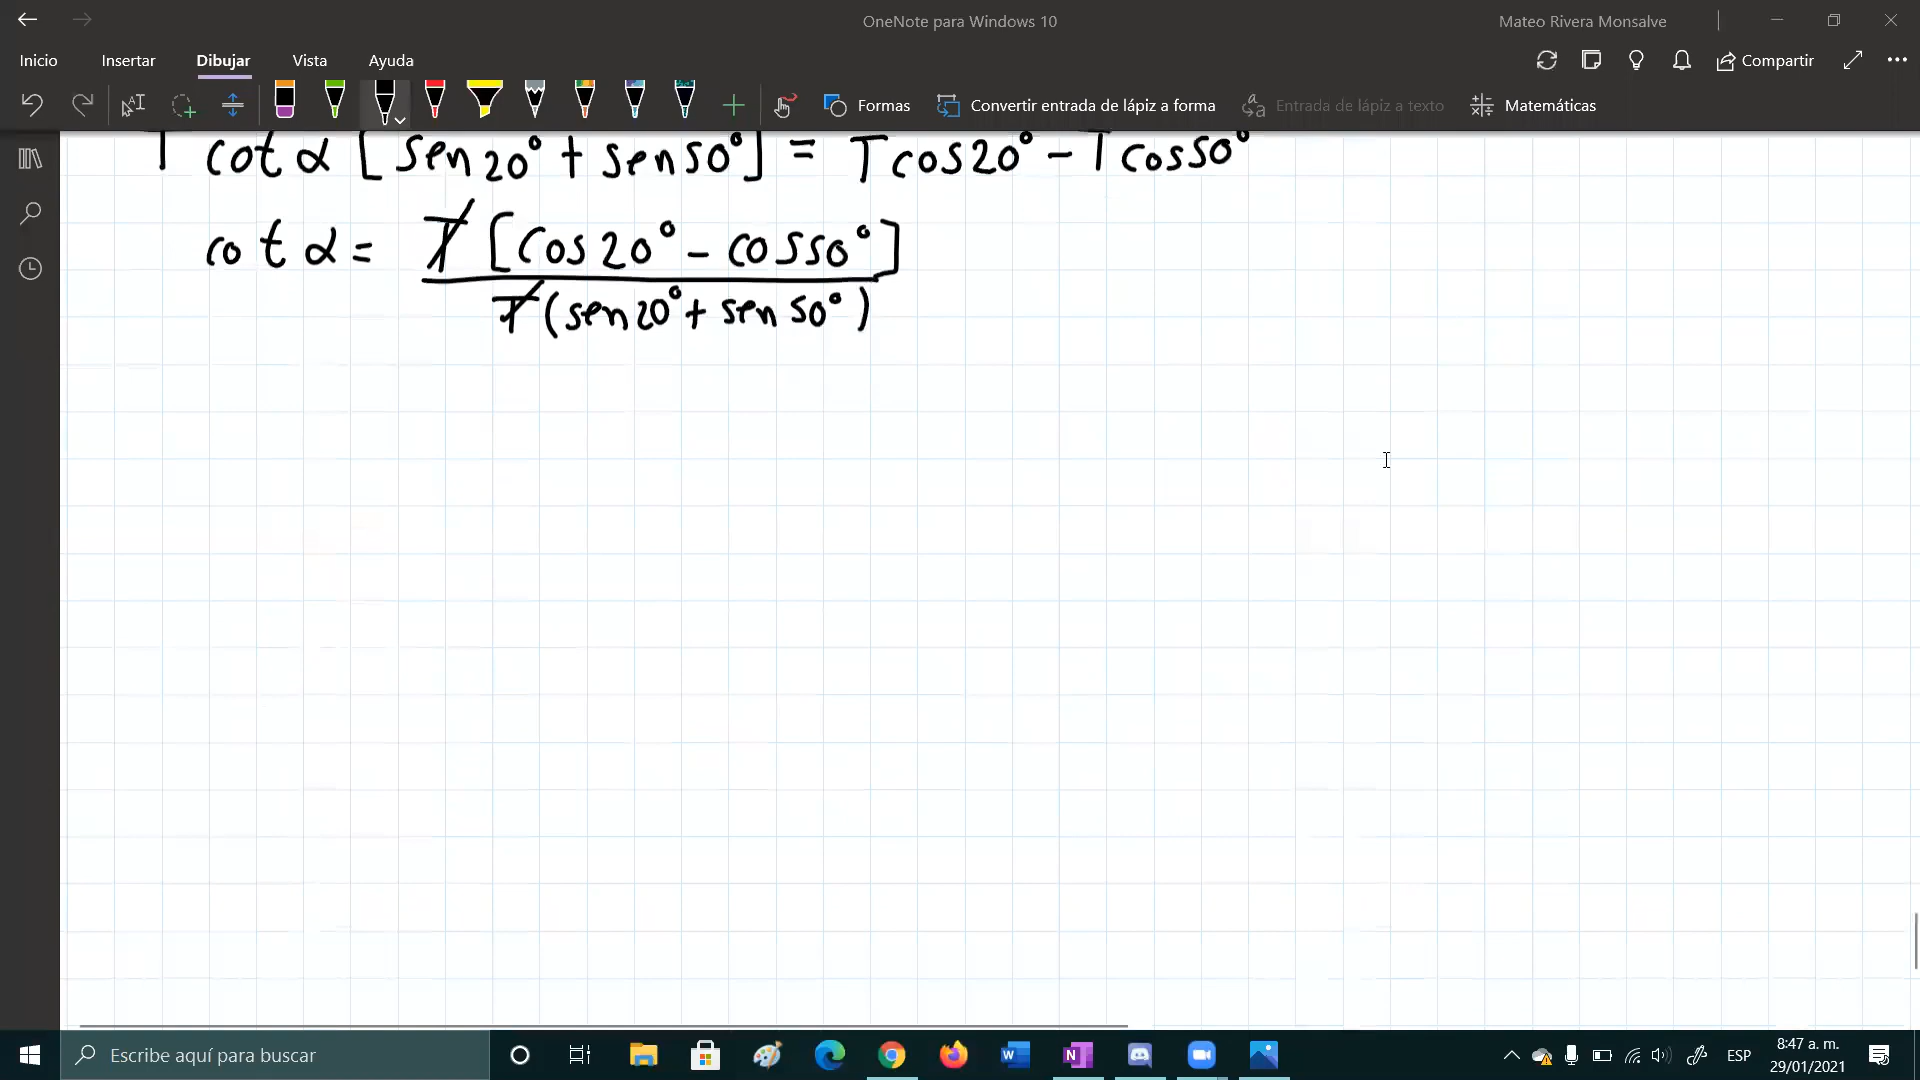 OneNote para Windows 10
Mateo Rivera Monsalve
Inicio Insertar Dibujar Vista Ayuda
Compartir
Formas Convertir entrada de lápiz a forma Entrada de lápiz a texto Matemáticas
T cot α [sen 20° + sen 50°] = T cos 20° - T cos 50°
cot α = T [cos 20° - cos 50°]
T (sen 20° + sen 50°)
Escribe aquí para buscar
ESP
8:47 a. m.
29/01/2021